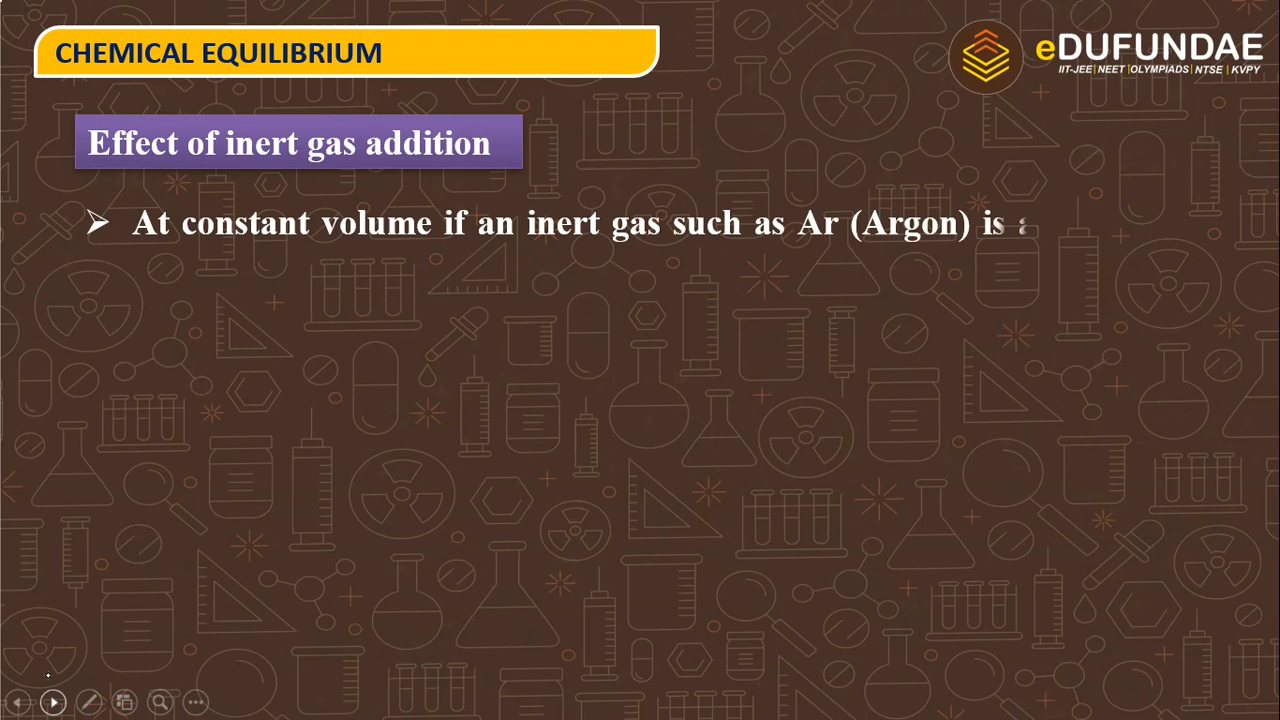 CHEMICAL EQUILIBRIUM
eDUFUNDAE
IIT-JEE|NEET |OLYMPIADS|NTSE |KVPY
Effect of inert gas addition
➢ At constant volume if an inert gas such as Ar (Argon) is